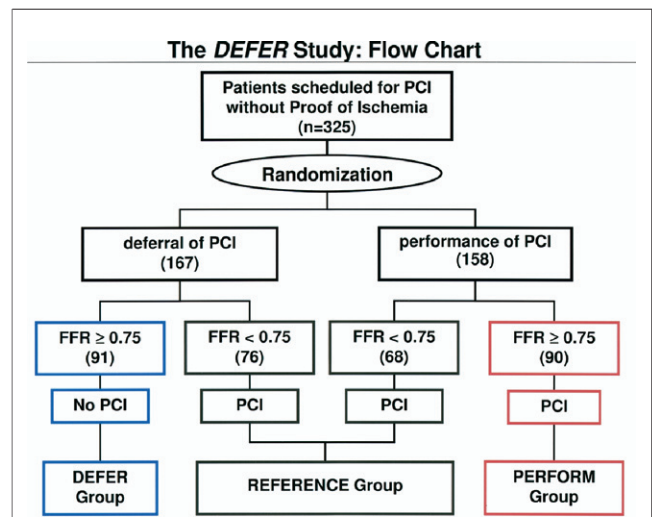 The DEFER Study: Flow Chart
Patients scheduled for PCI
without Proof of Ischemia
(n=325)
Randomization
deferral of PCI
(167)
performance of PCI
(158)
FFR ≥ 0.75
(91)
FFR < 0.75
(76)
FFR < 0.75
(68)
FFR ≥ 0.75
(90)
No PCI
PCI
PCI
PCI
DEFER
Group
REFERENCE Group
PERFORM
Group